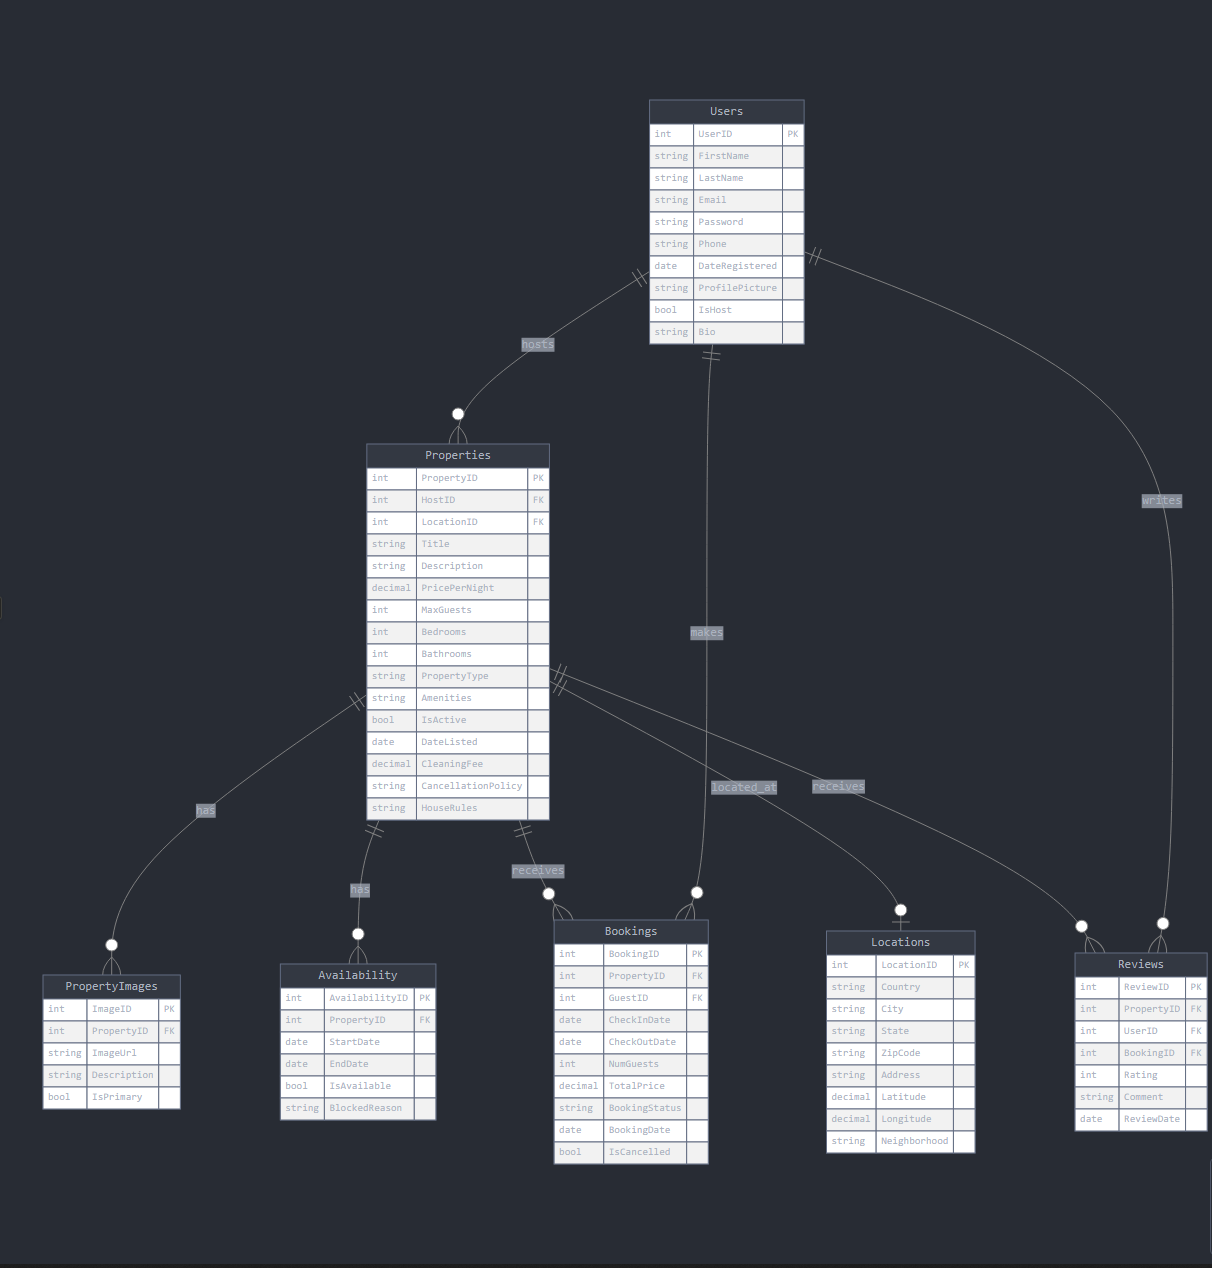 Users
int UserID PK
string FirstName
string LastName
string Email
string Password
string Phone
date DateRegistered
string ProfilePicture
bool IsHost
string Bio
hosts
Properties
int PropertyID PK
int HostID FK
int LocationID FK
string Title
string Description
decimal PricePerNight
int MaxGuests
int Bedrooms
int Bathrooms
string PropertyType
string Amenities
bool IsActive
date DateListed
decimal CleaningFee
string CancellationPolicy
string HouseRules
writes
makes
located_at
receives
has
receives
has
PropertyImages
int ImageID PK
int PropertyID FK
string ImageUrl
string Description
bool IsPrimary
Availability
int AvailabilityID PK
int PropertyID FK
date StartDate
date EndDate
bool IsAvailable
string BlockedReason
Bookings
int BookingID PK
int PropertyID FK
int GuestID FK
date CheckInDate
date CheckOutDate
int NumGuests
decimal TotalPrice
string BookingStatus
date BookingDate
bool IsCancelled
Locations
int LocationID PK
string Country
string City
string State
string ZipCode
string Address
decimal Latitude
decimal Longitude
string Neighborhood
Reviews
int ReviewID PK
int PropertyID FK
int UserID FK
int BookingID FK
int Rating
string Comment
date ReviewDate